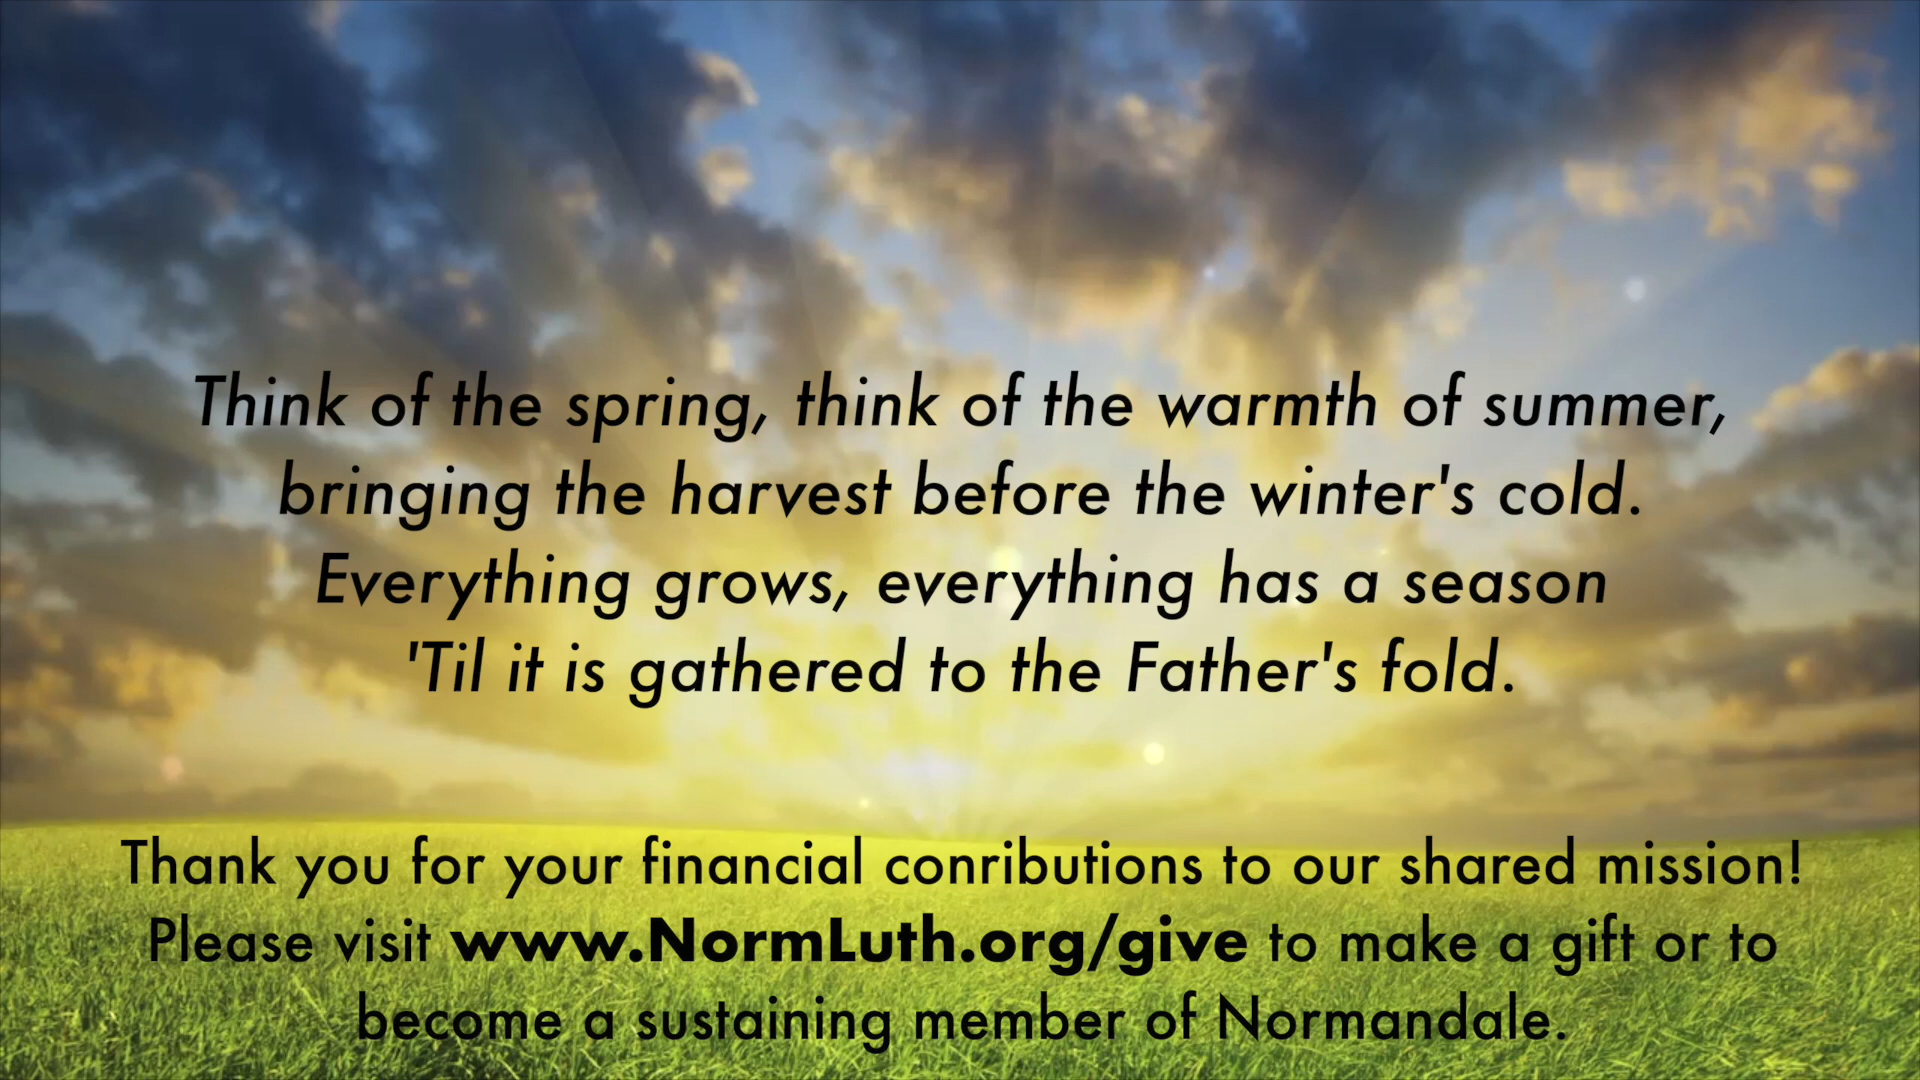 Think of the spring, think of the warmth of summer,
bringing the harvest before the winter's cold.
Everything grows, everything has a season
'Til it is gathered to the Father's fold.
Thank you for your financial conributions to our shared mission!
Please visit www.NormLuth.org/give to make a gift or to
become a sustaining member of Normandale.